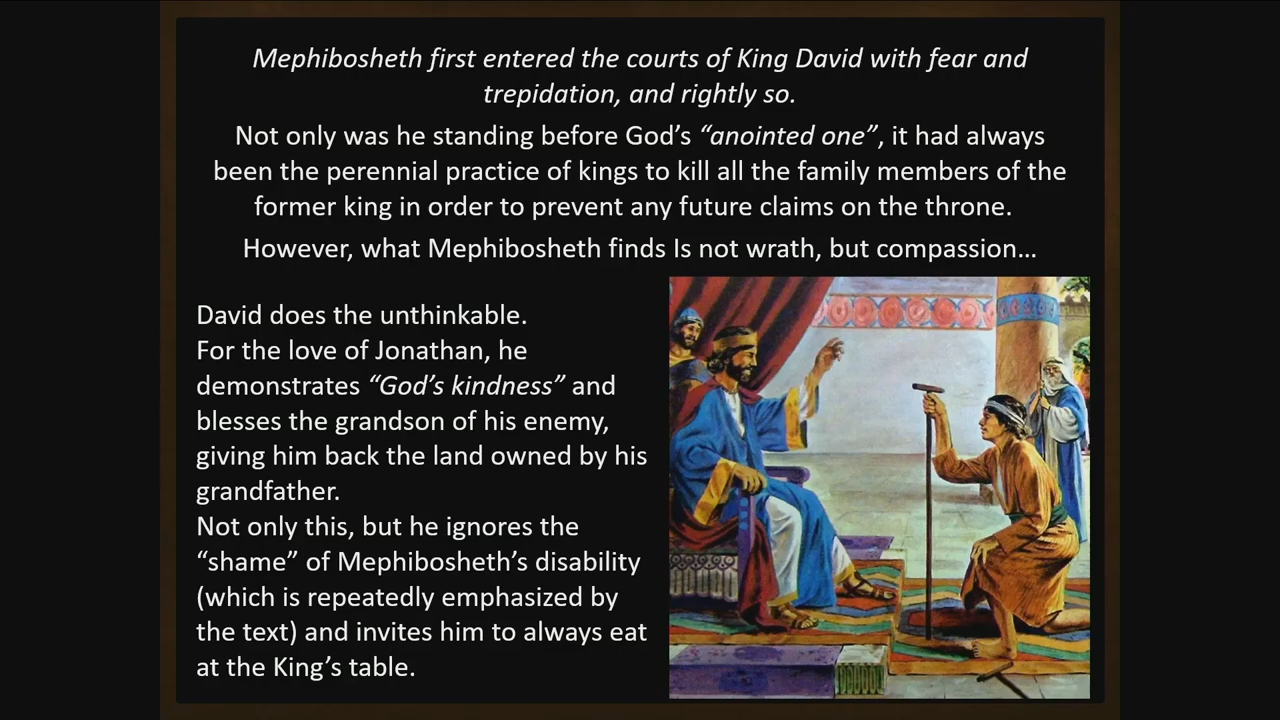 Mephibosheth first entered the courts of King David with fear and
trepidation, and rightly so.
Not only was he standing before God’s “anointed one”, it had always
been the perennial practice of kings to kill all the family members of the
former king in order to prevent any future claims on the throne.
However, what Mephibosheth finds Is not wrath, but compassion…
David does the unthinkable.
For the love of Jonathan, he
demonstrates “God’s kindness” and
blesses the grandson of his enemy,
giving him back the land owned by his
grandfather.
Not only this, but he ignores the
“shame” of Mephibosheth’s disability
(which is repeatedly emphasized by
the text) and invites him to always eat
at the King’s table.